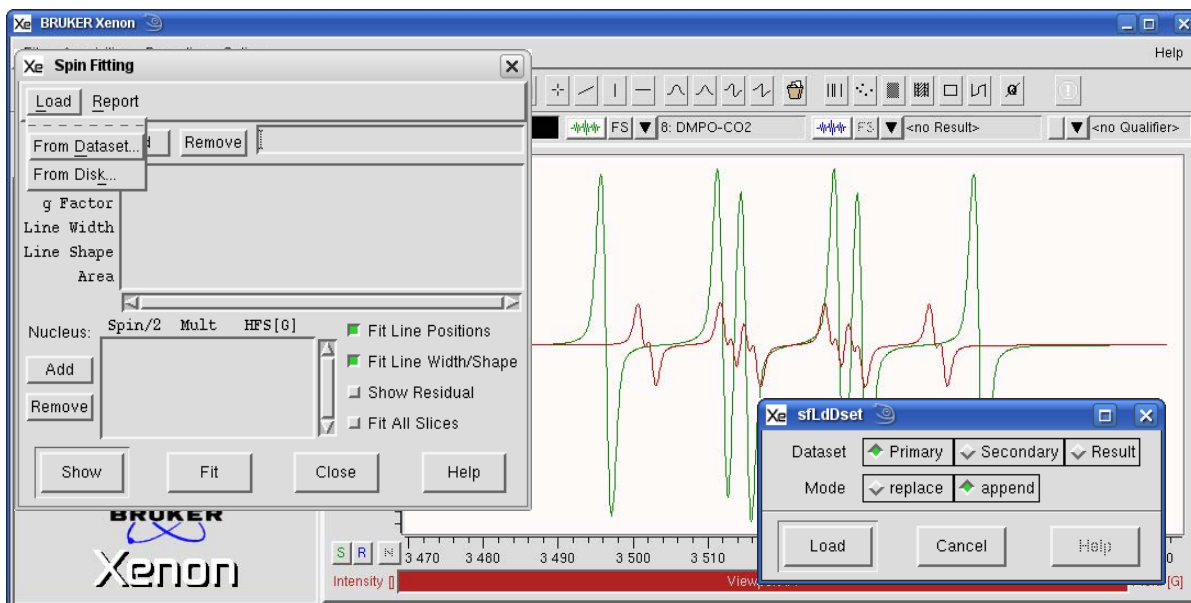 BRUKER Xenon
Help
Spin Fitting
Load Report
From Dataset...
From Disk...
Remove
FS 8: DMPO-CO2 FS <no Result> <no Qualifier>
g Factor
Line Width
Line Shape
Area
Nucleus: Spin/2 Mult HFS[G]
Add
Remove
Fit Line Positions
Fit Line Width/Shape
Show Residual
Fit All Slices
Show Fit Close Help
BRUKER
Xenon
S R N
3 470 3 480 3 490 3 500 3 510
Intensity []
[G]
sfLdDset
Dataset Primary Secondary Result
Mode replace append
Load Cancel Help